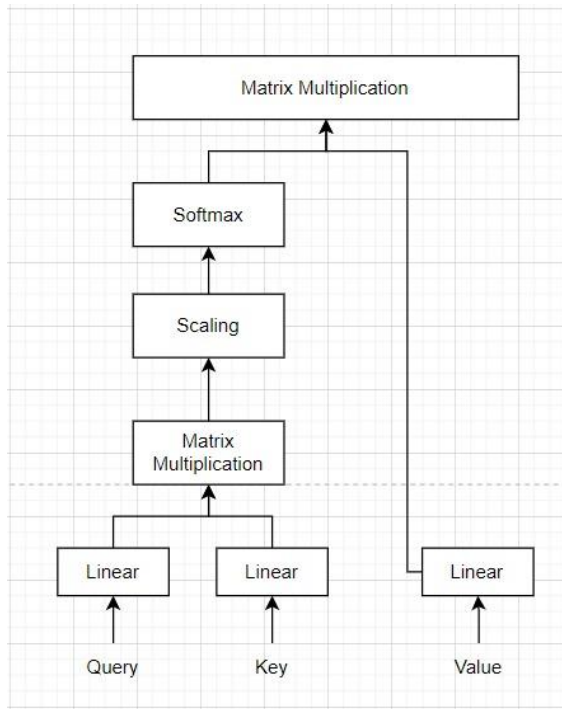 Matrix Multiplication
Softmax
Scaling
Matrix
Multiplication
Linear
Linear
Linear
Query
Key
Value